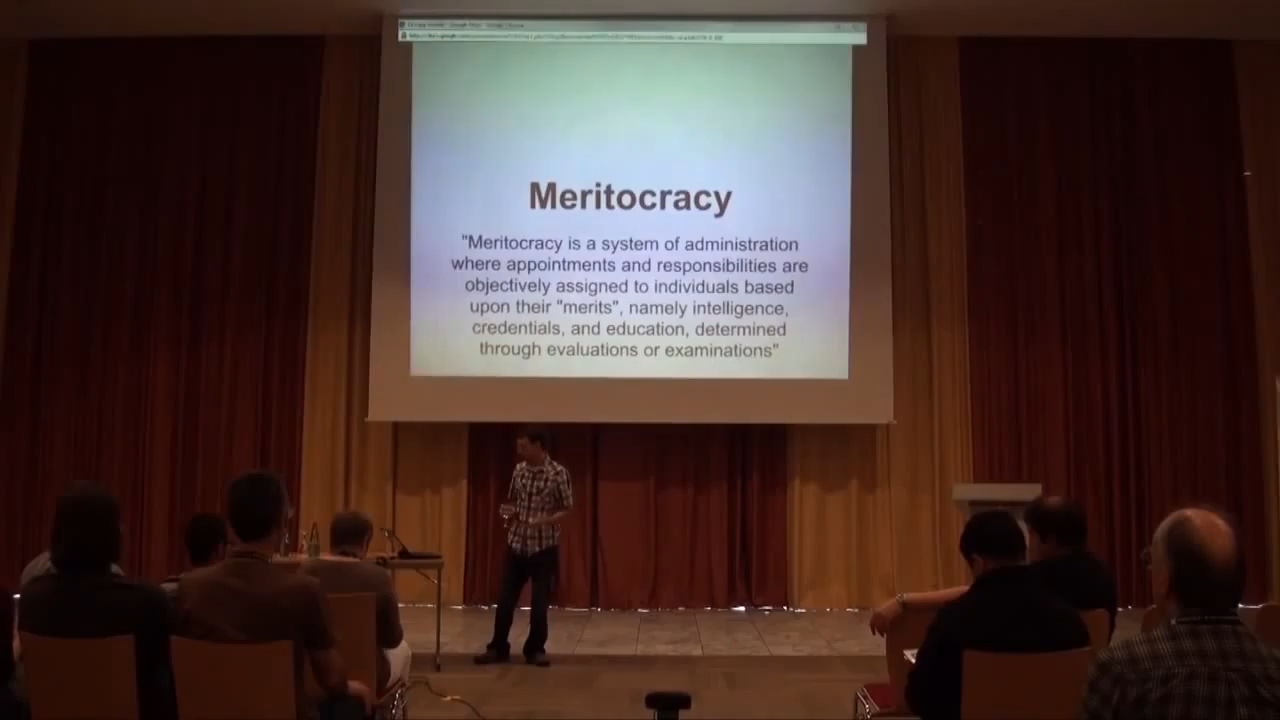 Meritocracy
"Meritocracy is a system of administration
where appointments and responsibilities are
objectively assigned to individuals based
upon their "merits", namely intelligence,
credentials, and education, determined
through evaluations or examinations"